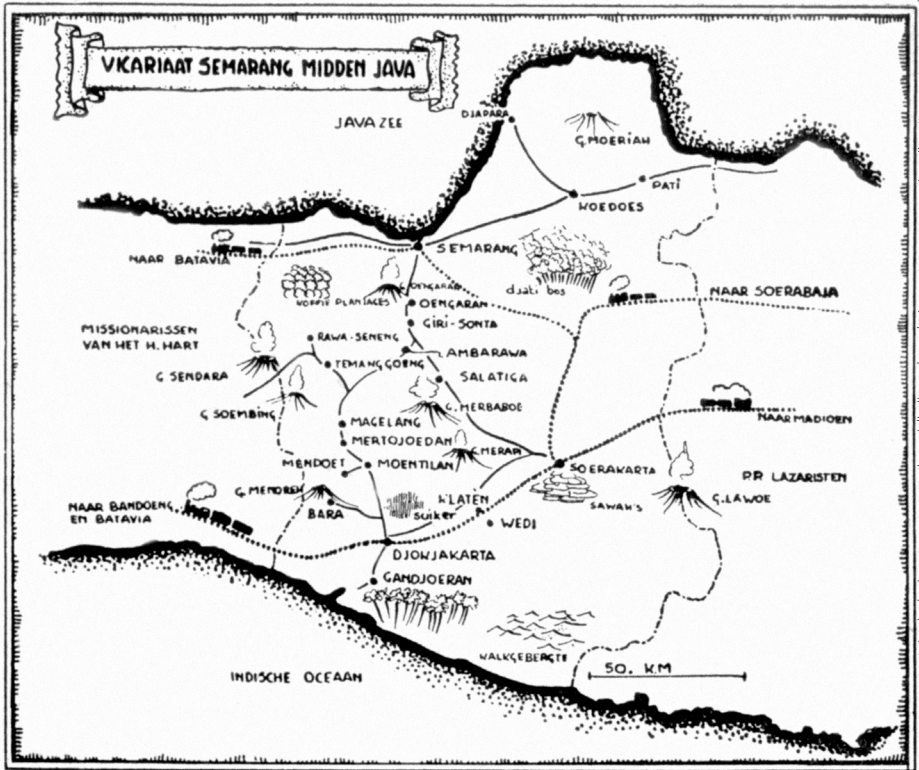 VICARIAAT SEMARANG MIDDEN JAVA
JAVA ZEE
DJAPARA
G. MOERIAH
PATI
KOEDOES
SEMARANG
NAAR BATAVIA
OENGARAN
djati bos
NAAR SOERABAJA
KOFFIE PLANTAGES
OENGARAN
GIRI-SONTA
MISSIONARISSEN
VAN HET H. HART
RAWA-SENENG
AMBARAWA
TEMANGGOENG
G SENDARA
SALATIGA
G. SOEMBING
G. MERBABOE
NAAR MADIOEN
MAGELANG
MERTOJOEDAN
G. MERAPI
MENDOET
MOENTILAN
SOERAKARTA
P.P. LAZARISTEN
G. MENOREH
KLATEN
SAWAH'S
G. LAWOE
NAAR BANDOENG
EN BATAVIA
BARA
suiker
WEDI
DJOKJAKARTA
GANDJOERAN
KALKGEBERGTE
50. K.M
INDISCHE OCEAAN